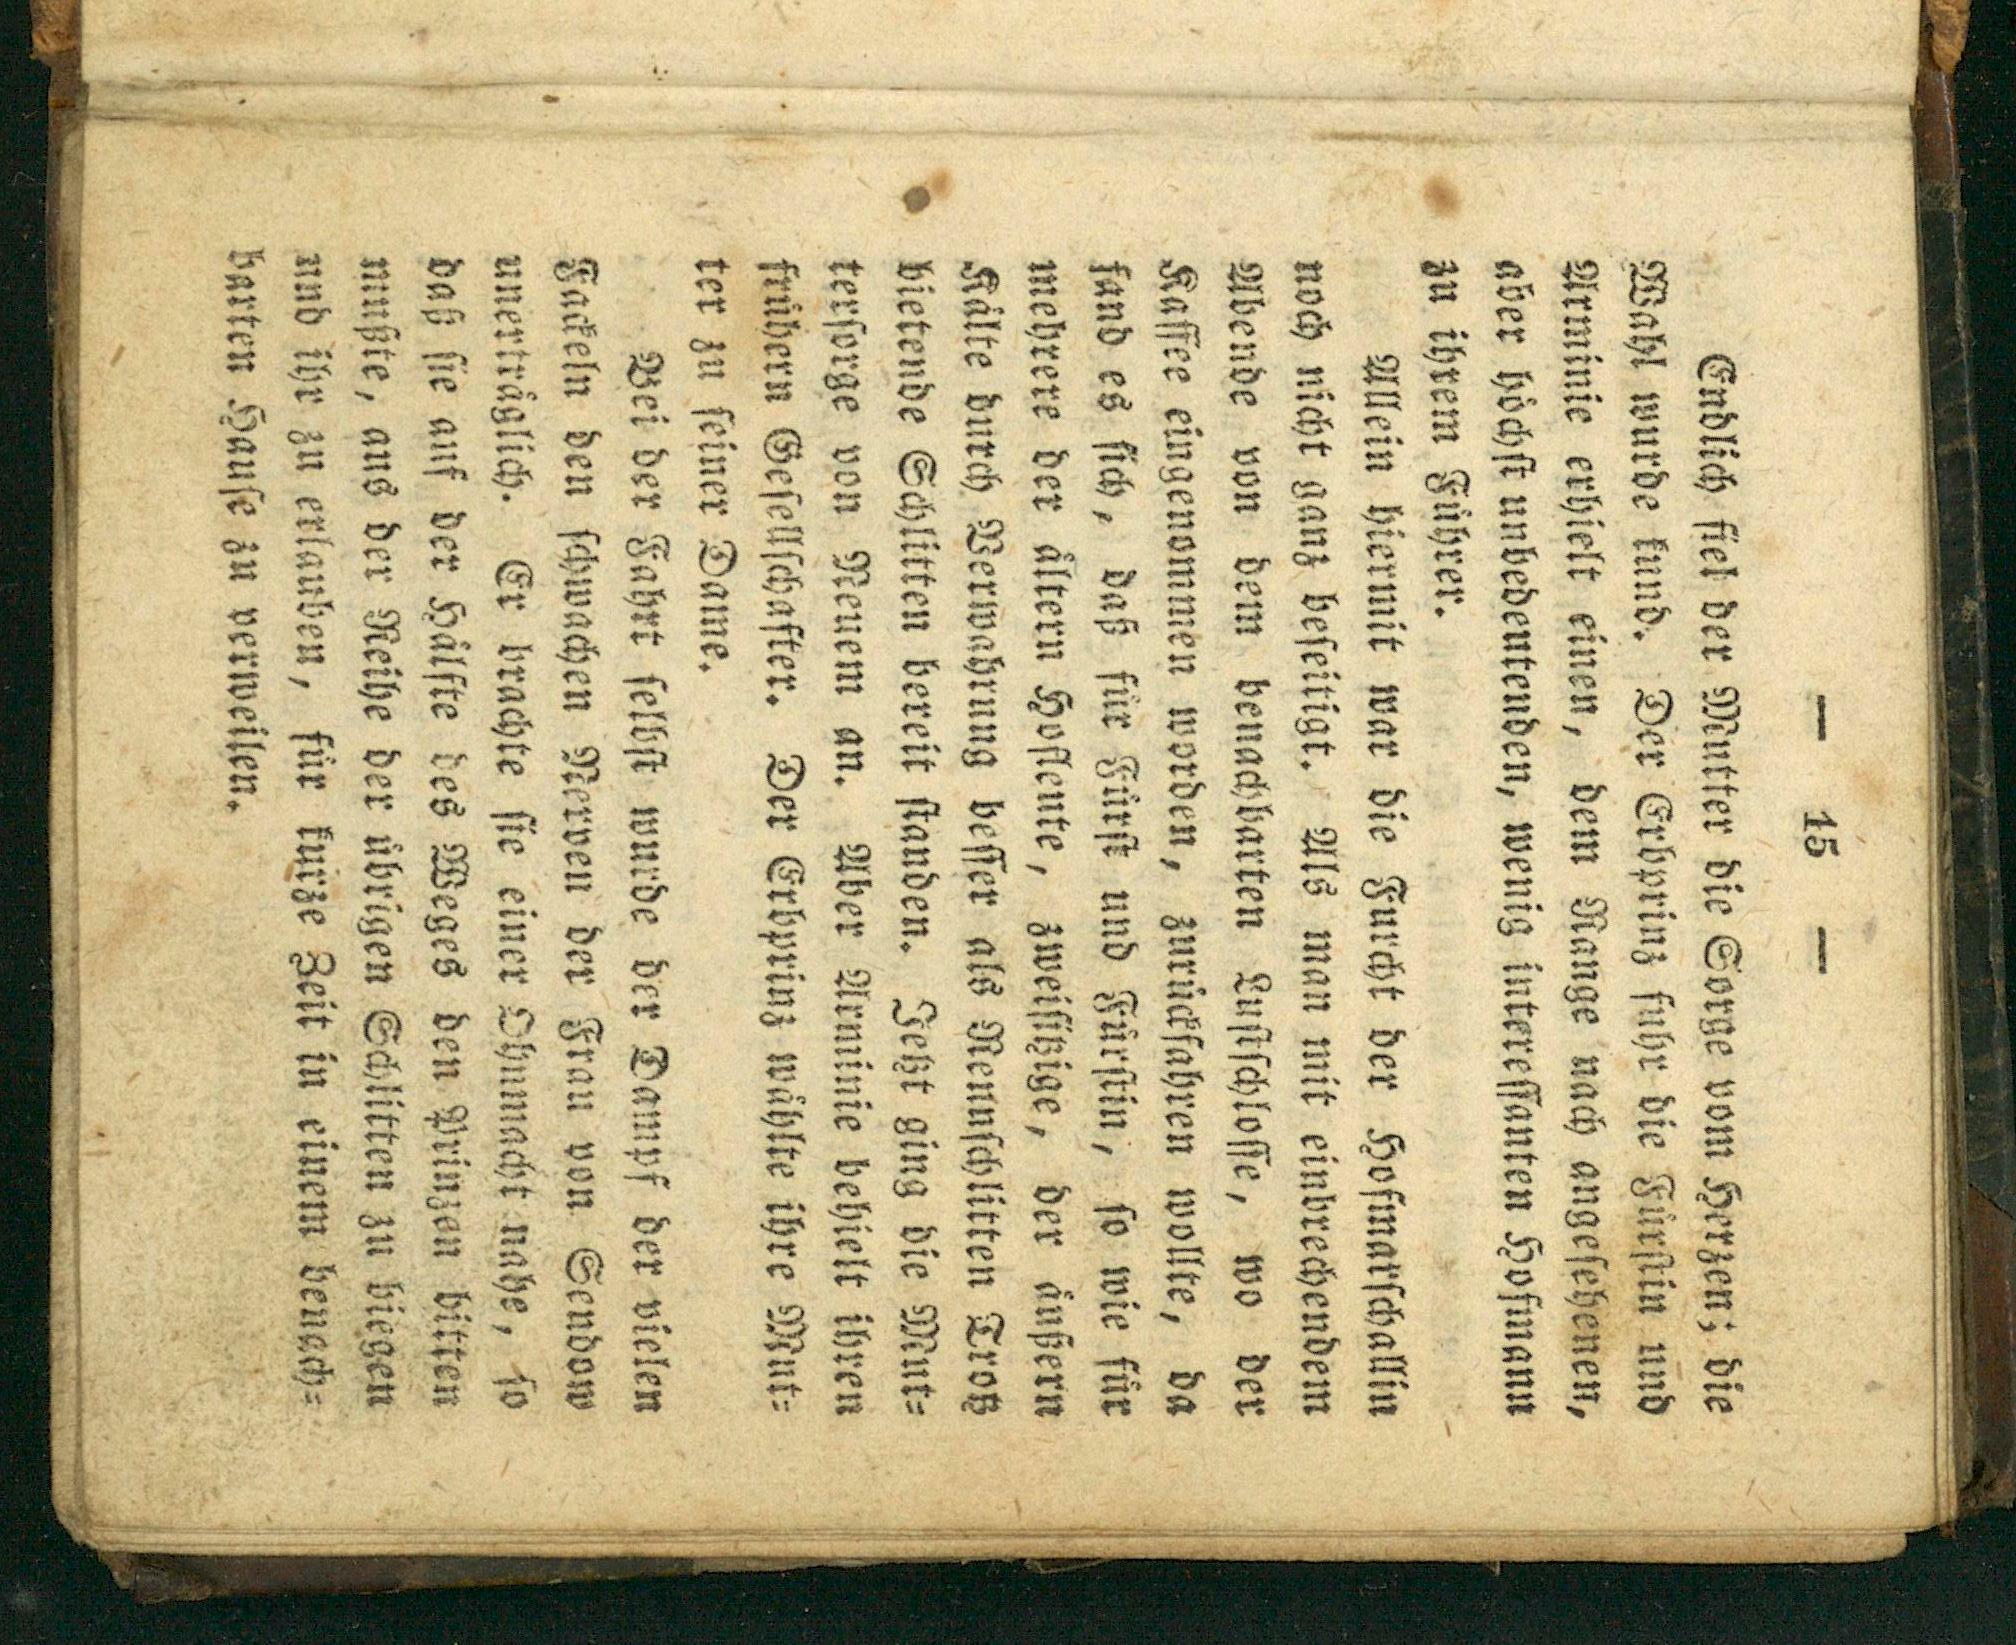 — 15 —
Endlich fiel der Mutter die Sorge vom Herzen; die
Wahl wurde kund. Der Erbprinz fuhr die Fürstin und
Arminie erhielt einen, dem Range nach angesehenen,
aber höchst unbedeutenden, wenig interessanten Hofmann
zu ihrem Führer.
Allein hiermit war die Furcht der Hofmarschallin
noch nicht ganz beseitigt. Als man mit einbrechendem
Abende von dem benachbarten Lustschlosse, wo der
Kaffee eingenommen worden, zurückfahren wollte, da
fand es sich, daß für Fürst und Fürstin, so wie für
mehrere der ältern Hofleute, zweisitzige, der äußern
Kälte durch Verwahrung besser als Rennschlitten Trotz
bietende Schlitten bereit standen. Jetzt ging die Mut=
tersorge von Neuem an. Aber Arminie behielt ihren
frühern Gesellschafter. Der Erbprinz wählte ihre Mut=
ter zu seiner Dame.
Bei der Fahrt selbst wurde der Dampf der vielen
Fackeln den schwachen Nerven der Frau von Sendow
unerträglich. Er brachte sie einer Ohnmacht nahe, so
daß sie auf der Hälfte des Weges den Prinzen bitten
mußte, aus der Reihe der übrigen Schlitten zu biegen
und ihr zu erlauben, für kurze Zeit in einem benach=
barten Hause zu verweilen.